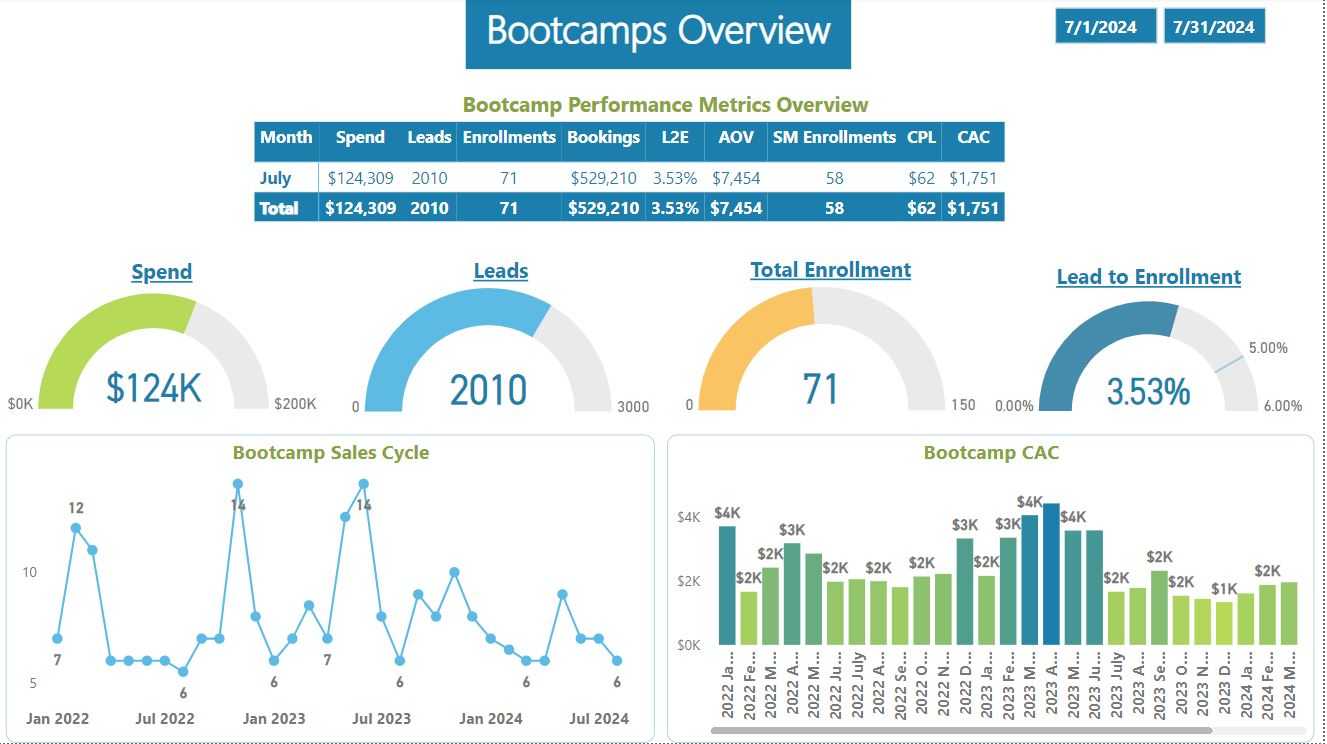 Bootcamps Overview
7/1/2024 7/31/2024
Bootcamp Performance Metrics Overview
Month Spend Leads Enrollments Bookings L2E AOV SM Enrollments CPL CAC
July $124,309 2010 71 $529,210 3.53% $7,454 58 $62 $1,751
Total $124,309 2010 71 $529,210 3.53% $7,454 58 $62 $1,751
Spend
$124K
$0K $200K
Leads
2010
0 3000
Total Enrollment
71
0 150
Lead to Enrollment
5.00%
3.53%
0.00% 6.00%
Bootcamp Sales Cycle
12 14 14
10
7 7
6 6 6 6 6
5
Jan 2022 Jul 2022 Jan 2023 Jul 2023 Jan 2024 Jul 2024
Bootcamp CAC
$4K
$2K
$0K
$4K $2K $2K $3K $2K $2K $2K $3K $2K $3K $4K $4K $2K $2K $2K $1K $2K
2022 Ja...
2022 Fe...
2022 M...
2022 A...
2022 M...
2022 Ju...
2022 July
2022 A...
2022 Se...
2022 O...
2022 N...
2022 D...
2023 Ja...
2023 Fe...
2023 M...
2023 A...
2023 M...
2023 Ju...
2023 July
2023 A...
2023 Se...
2023 O...
2023 N...
2023 D...
2024 Ja...
2024 Fe...
2024 M...